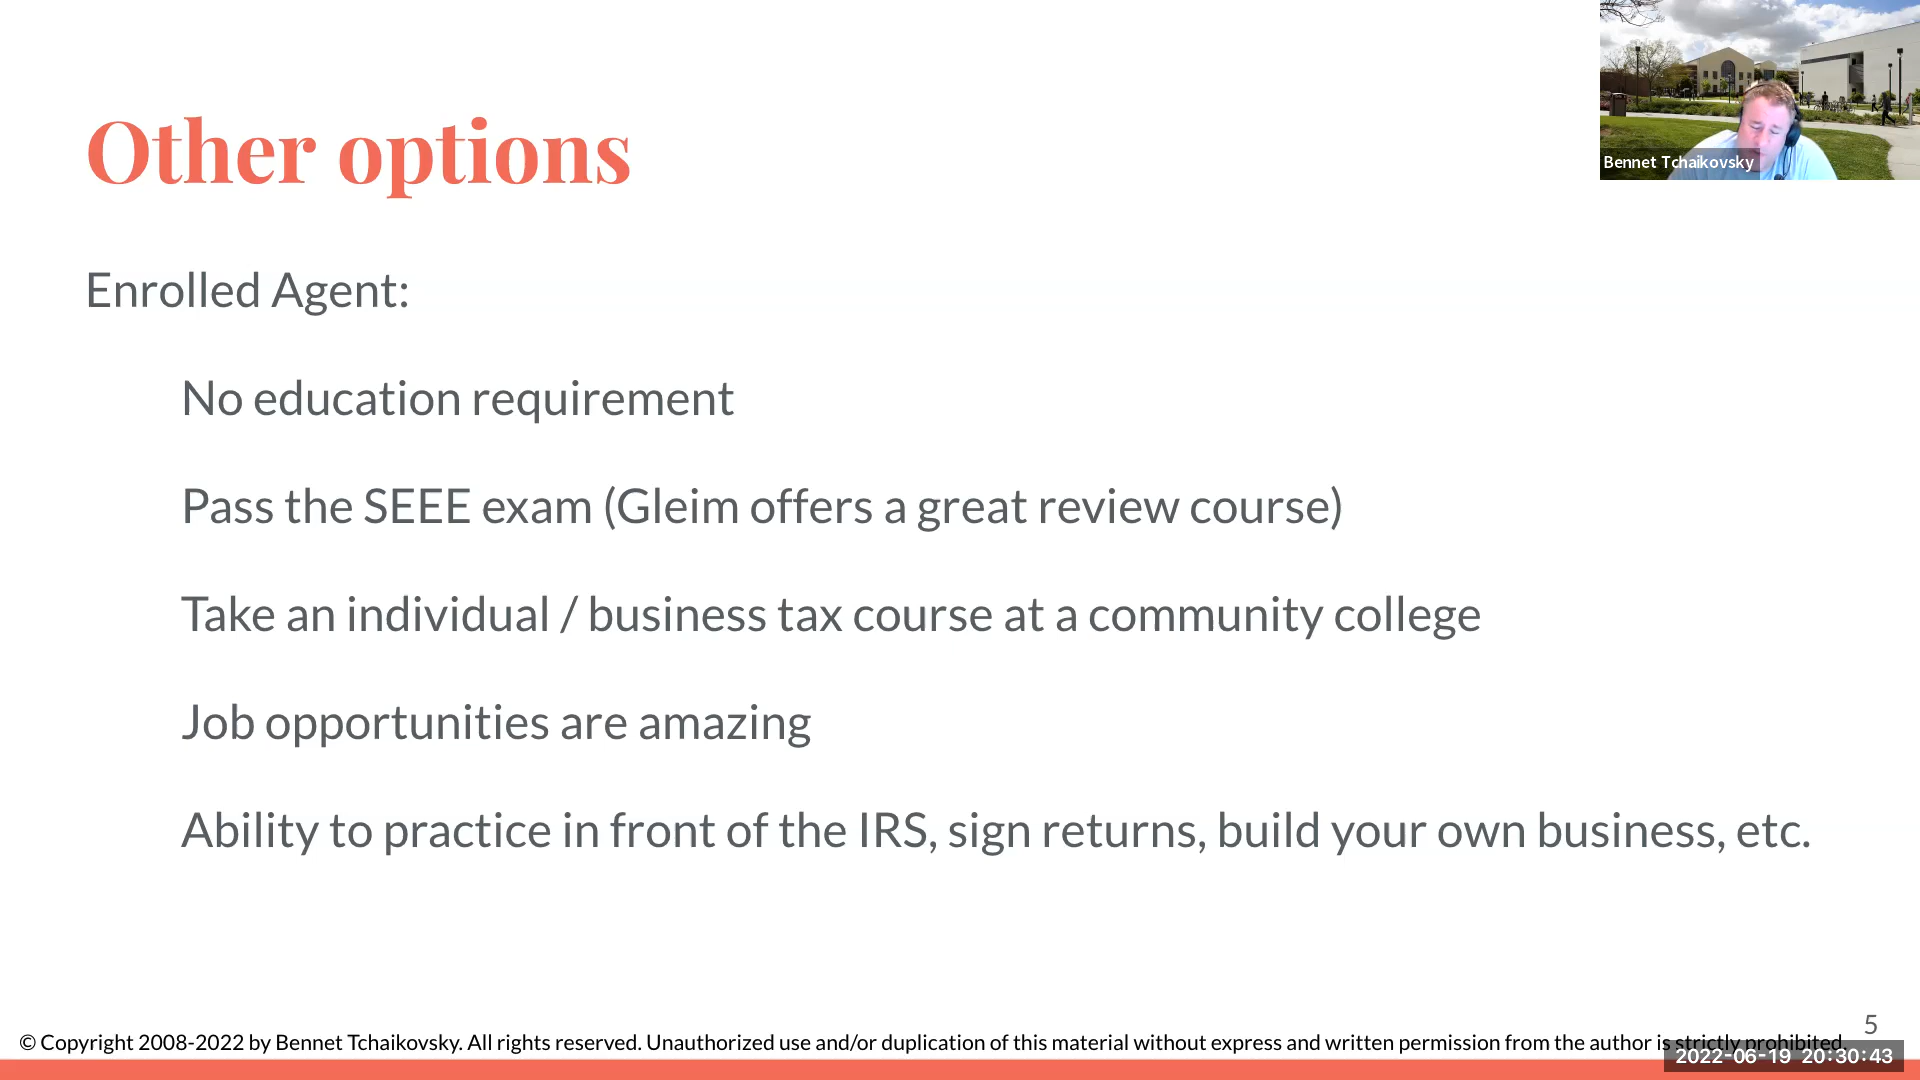 Other options
Bennet Tchaikovsky
Enrolled Agent:
No education requirement
Pass the SEEE exam (Gleim offers a great review course)
Take an individual / business tax course at a community college
Job opportunities are amazing
Ability to practice in front of the IRS, sign returns, build your own business, etc.
5
© Copyright 2008-2022 by Bennet Tchaikovsky. All rights reserved. Unauthorized use and/or duplication of this material without express and written permission from the author is strictly prohibited.
2022-06-19 20:30:43